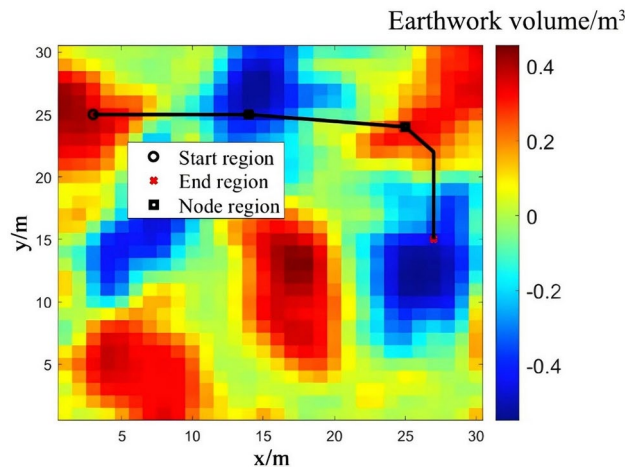 Earthwork volume/m³
30
25
20
15
10
5
y/m
Start region
End region
Node region
5
10
15
20
25
30
x/m
0.4
0.2
0
-0.2
-0.4